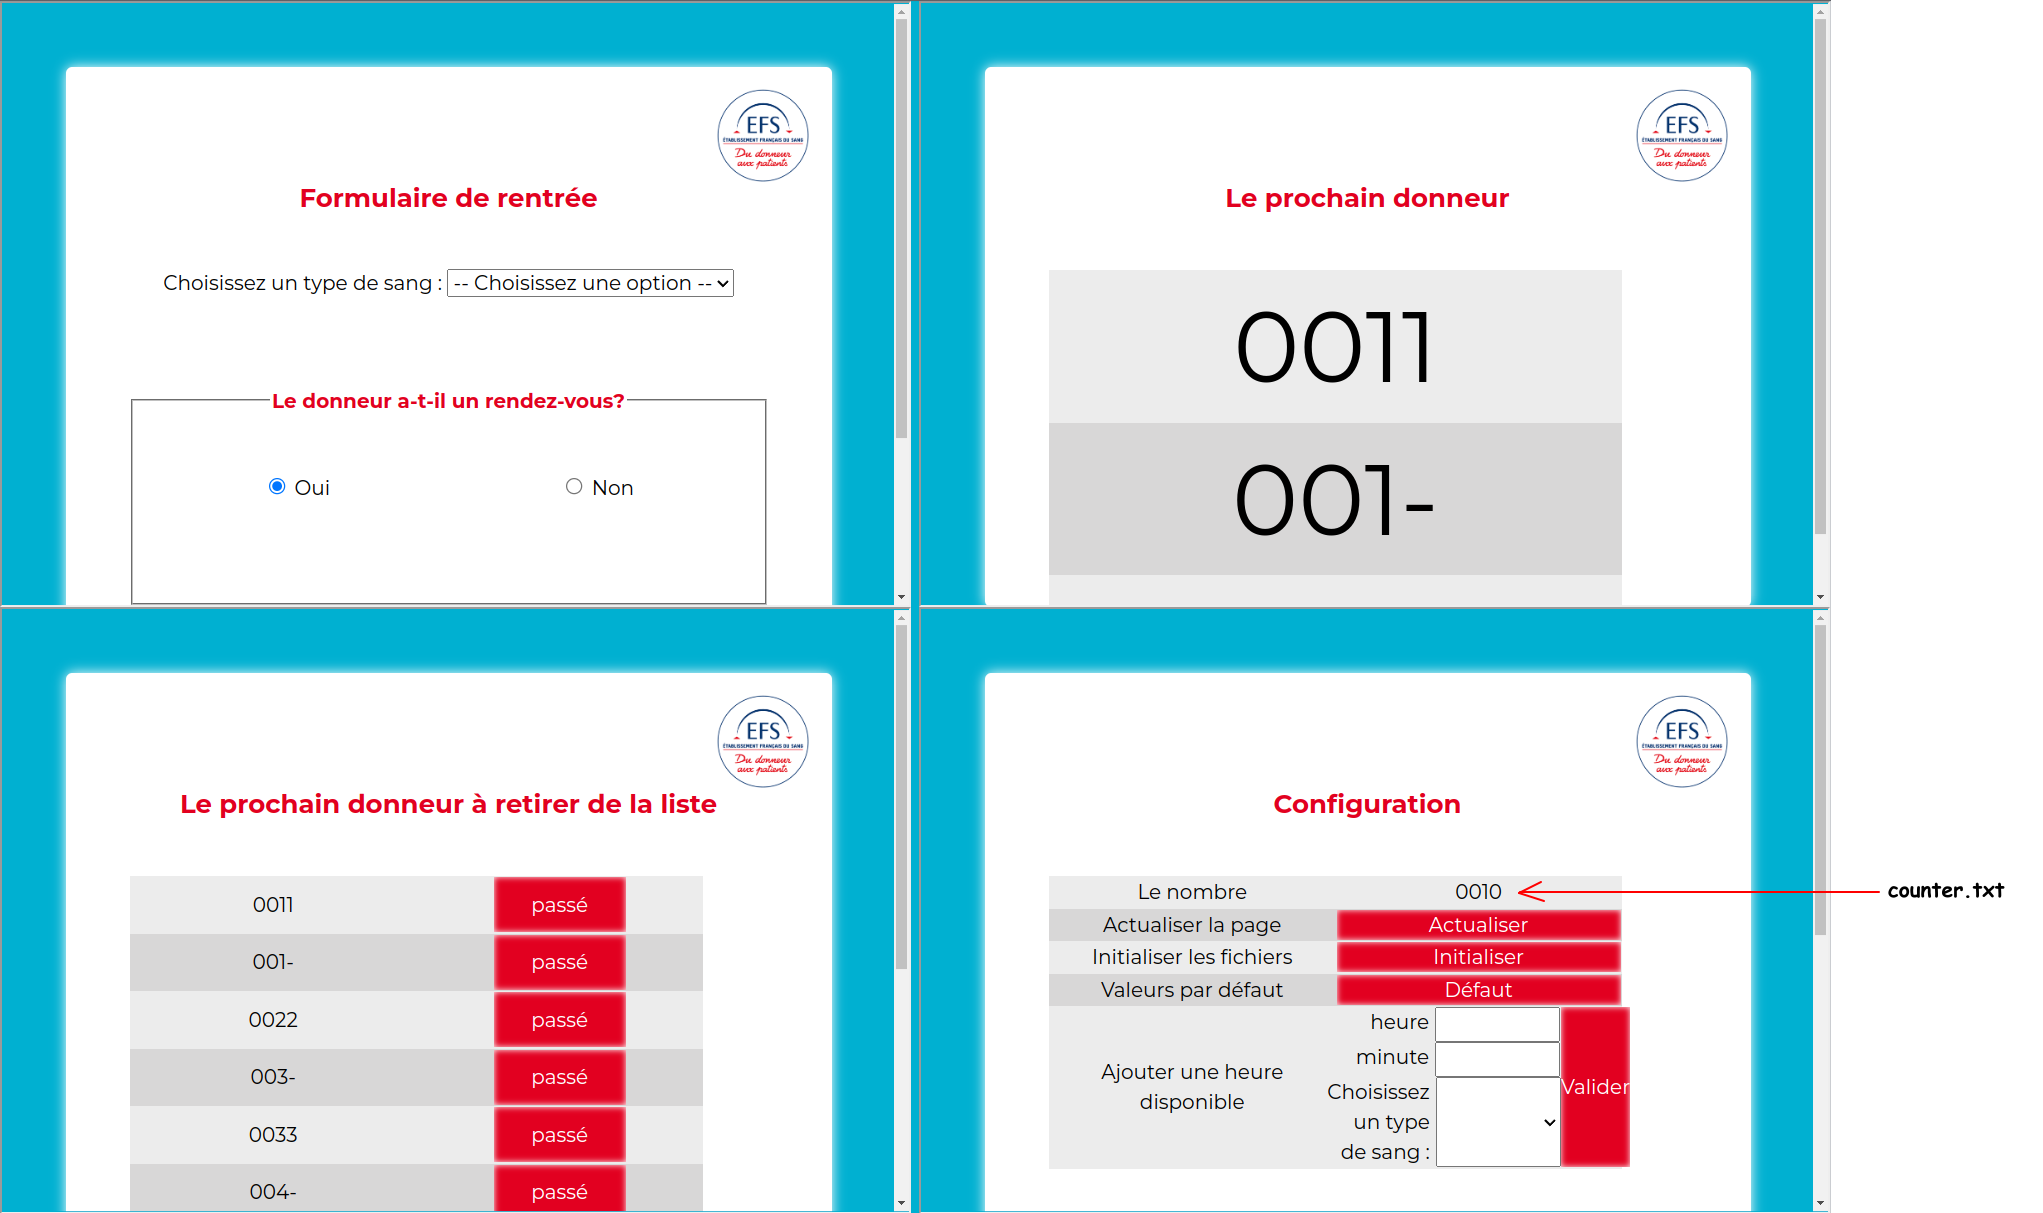 EFS
ÉTABLISSEMENT FRANÇAIS DU SANG
Du donneur
aux patients
Formulaire de rentrée
Choisissez un type de sang : -- Choisissez une option --
Le donneur a-t-il un rendez-vous?
Oui Non
EFS
ÉTABLISSEMENT FRANÇAIS DU SANG
Du donneur
aux patients
Le prochain donneur
0011
001-
EFS
ÉTABLISSEMENT FRANÇAIS DU SANG
Du donneur
aux patients
Le prochain donneur à retirer de la liste
0011 passé
001- passé
0022 passé
003- passé
0033 passé
004- passé
EFS
ÉTABLISSEMENT FRANÇAIS DU SANG
Du donneur
aux patients
Configuration
Le nombre 0010
counter.txt
Actualiser la page Actualiser
Initialiser les fichiers Initialiser
Valeurs par défaut Défaut
Ajouter une heure
disponible
heure
minute
Choisissez
un type
de sang :
Valider